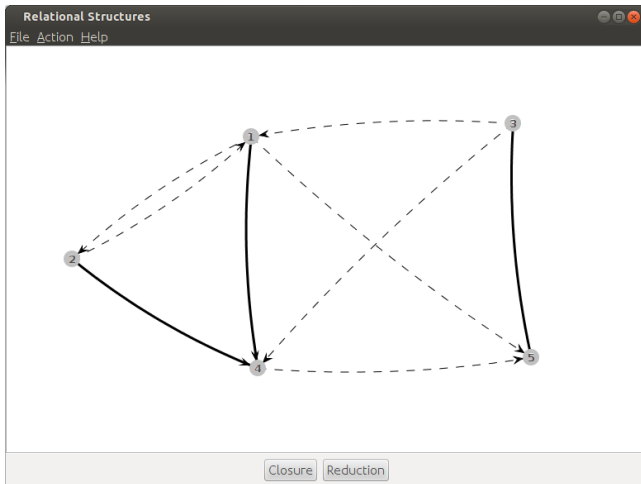 Relational Structures
File Action Help
1
3
2
4
5
Closure Reduction